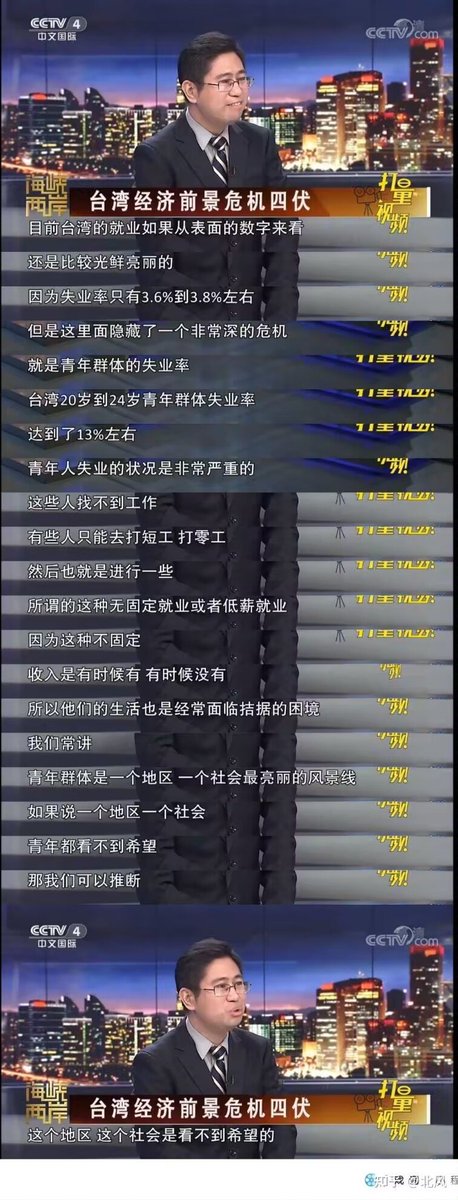 CCTV 4
中文国际
CCTV.com
海峡
两岸
台湾经济前景危机四伏
打量
视频
目前台湾的就业如果从表面的数字来看
还是比较光鲜亮丽的
因为失业率只有3.6%到3.8%左右
但是这里面隐藏了一个非常深的危机
就是青年群体的失业率
台湾20岁到24岁青年群体失业率
达到了13%左右
青年人失业的状况是非常严重的
这些人找不到工作
有些人只能去打短工 打零工
然后也就是进行一些
所谓的这种无固定就业或者低薪就业
因为这种不固定
收入是有时候有 有时候没有
所以他们的生活也是经常面临拮据的困境
我们常讲
青年群体是一个地区 一个社会最亮丽的风景线
如果说一个地区一个社会
青年都看不到希望
那我们可以推断
CCTV 4
中文国际
CCTV.com
海峡
两岸
台湾经济前景危机四伏
打量
视频
这个地区 这个社会是看不到希望的
知乎 @北风